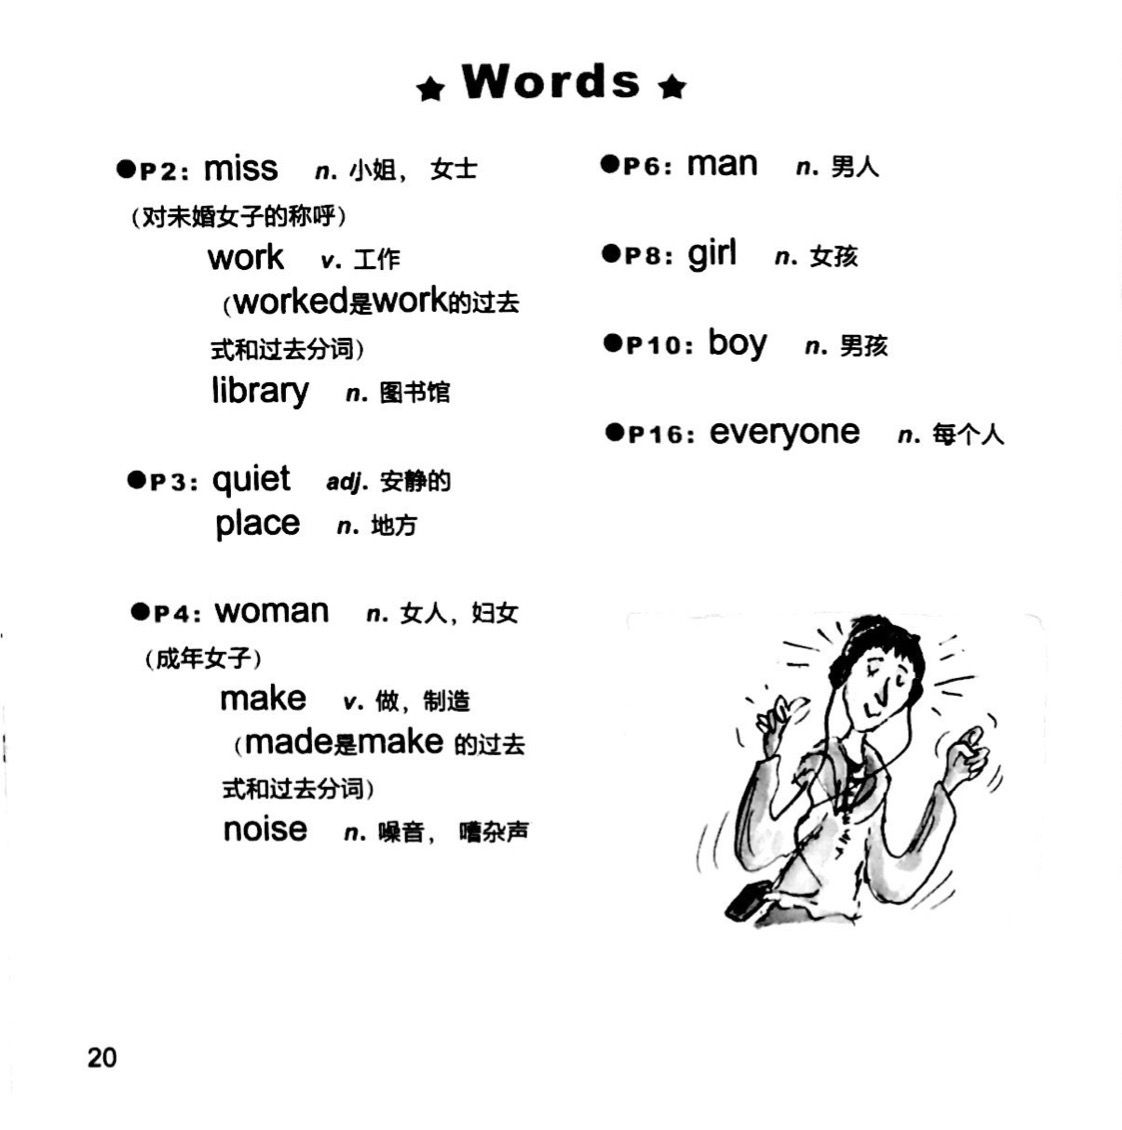 ★ Words ★
●P2: miss n. 小姐， 女士
（对未婚女子的称呼）
work v. 工作
（worked是work的过去
式和过去分词）
library n. 图书馆
●P3: quiet adj. 安静的
place n. 地方
●P4: woman n. 女人，妇女
（成年女子）
make v. 做，制造
（made是make 的过去
式和过去分词）
noise n. 噪音， 嘈杂声
●P6: man n. 男人
●P8: girl n. 女孩
●P10: boy n. 男孩
●P16: everyone n. 每个人
20